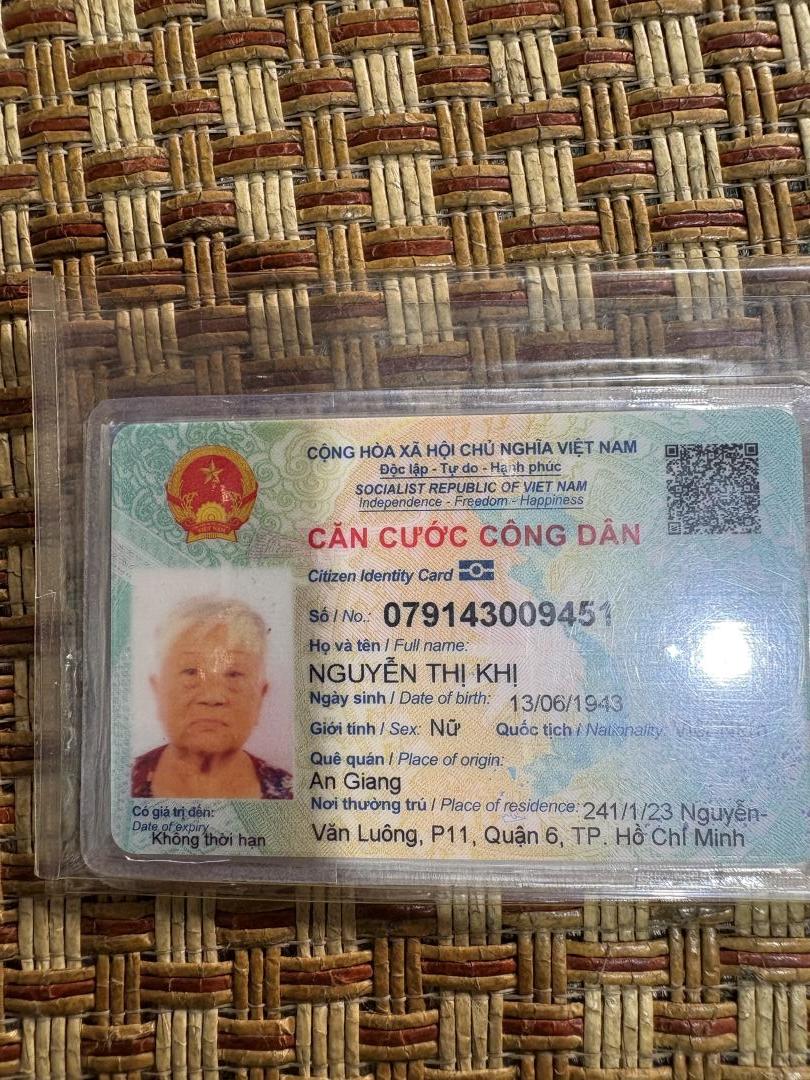 CỘNG HÒA XÃ HỘI CHỦ NGHĨA VIỆT NAM
Độc lập - Tự do - Hạnh phúc
SOCIALIST REPUBLIC OF VIET NAM
Independence - Freedom - Happiness
CĂN CƯỚC CÔNG DÂN
Citizen Identity Card
Số / No.: 079143009451
Họ và tên / Full name:
NGUYỄN THỊ KHỊ
Ngày sinh / Date of birth: 13/06/1943
Giới tính / Sex: Nữ Quốc tịch / Nationality: Việt Nam
Quê quán / Place of origin:
An Giang
Nơi thường trú / Place of residence: 241/1/23 Nguyễn-
Văn Luông, P11, Quận 6, TP. Hồ Chí Minh
Có giá trị đến:
Date of expiry
Không thời hạn